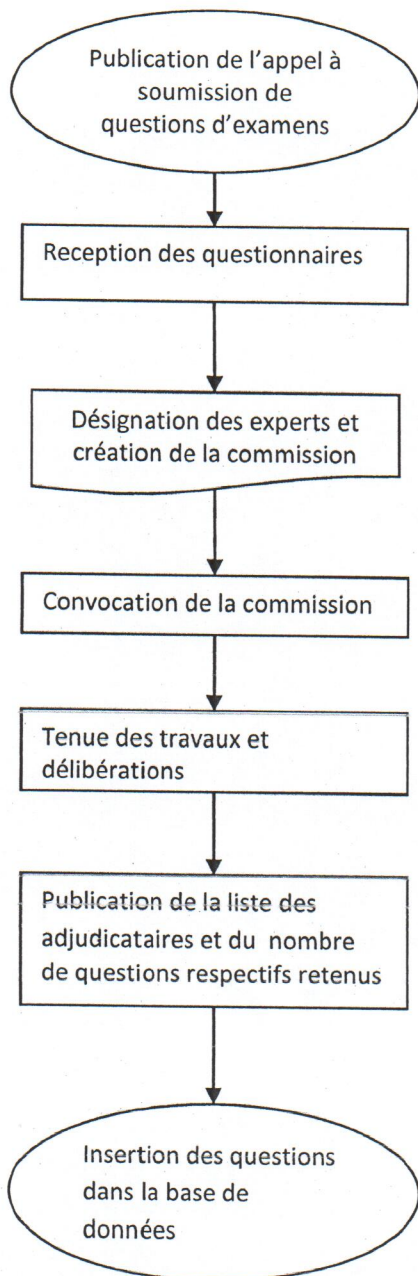 Publication de l'appel à
soumission de
questions d'examens
Reception des questionnaires
Désignation des experts et
création de la commission
Convocation de la commission
Tenue des travaux et
délibérations
Publication de la liste des
adjudicataires et du nombre
de questions respectifs retenus
Insertion des questions
dans la base de
données